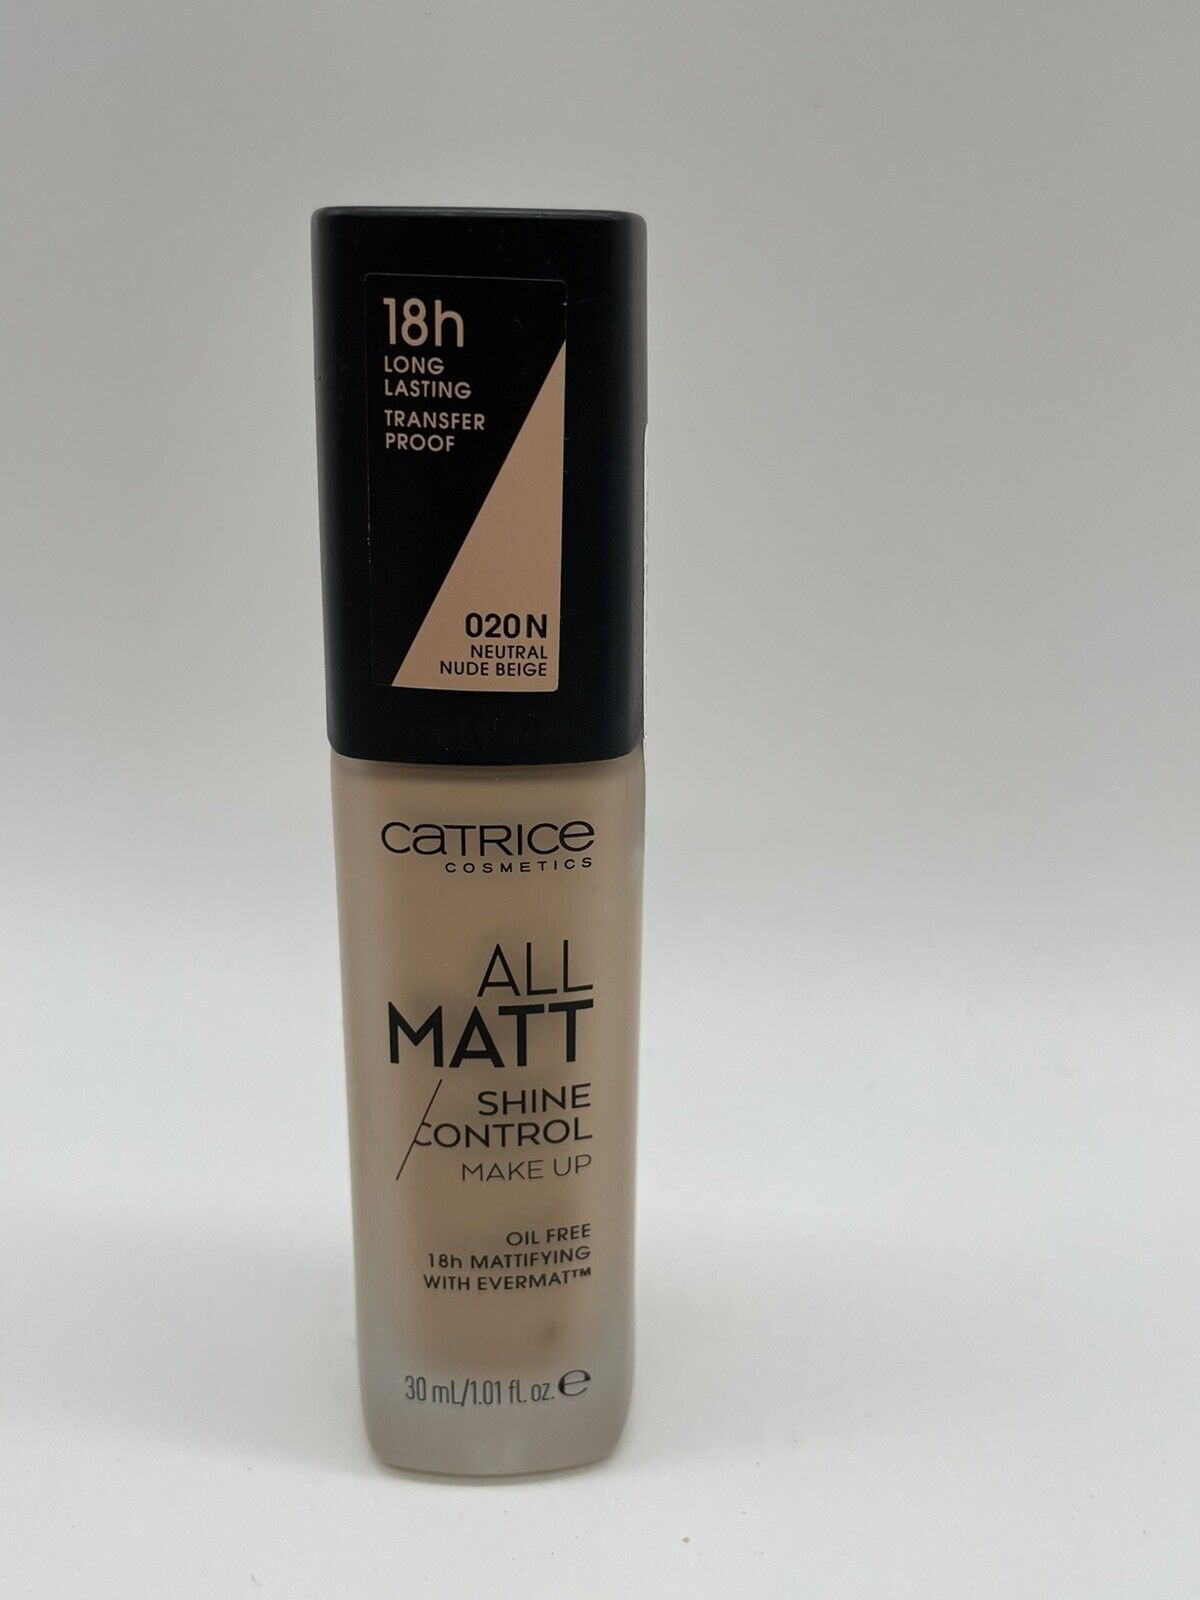 18h
LONG
LASTING
TRANSFER
PROOF
020 N
NEUTRAL
NUDE BEIGE
CATRICE
COSMETICS
ALL
MATT
SHINE
CONTROL
MAKE UP
OIL FREE
18h MATTIFYING
WITH EVERMAT™
30 mL/1.01 fl. oz. ℮